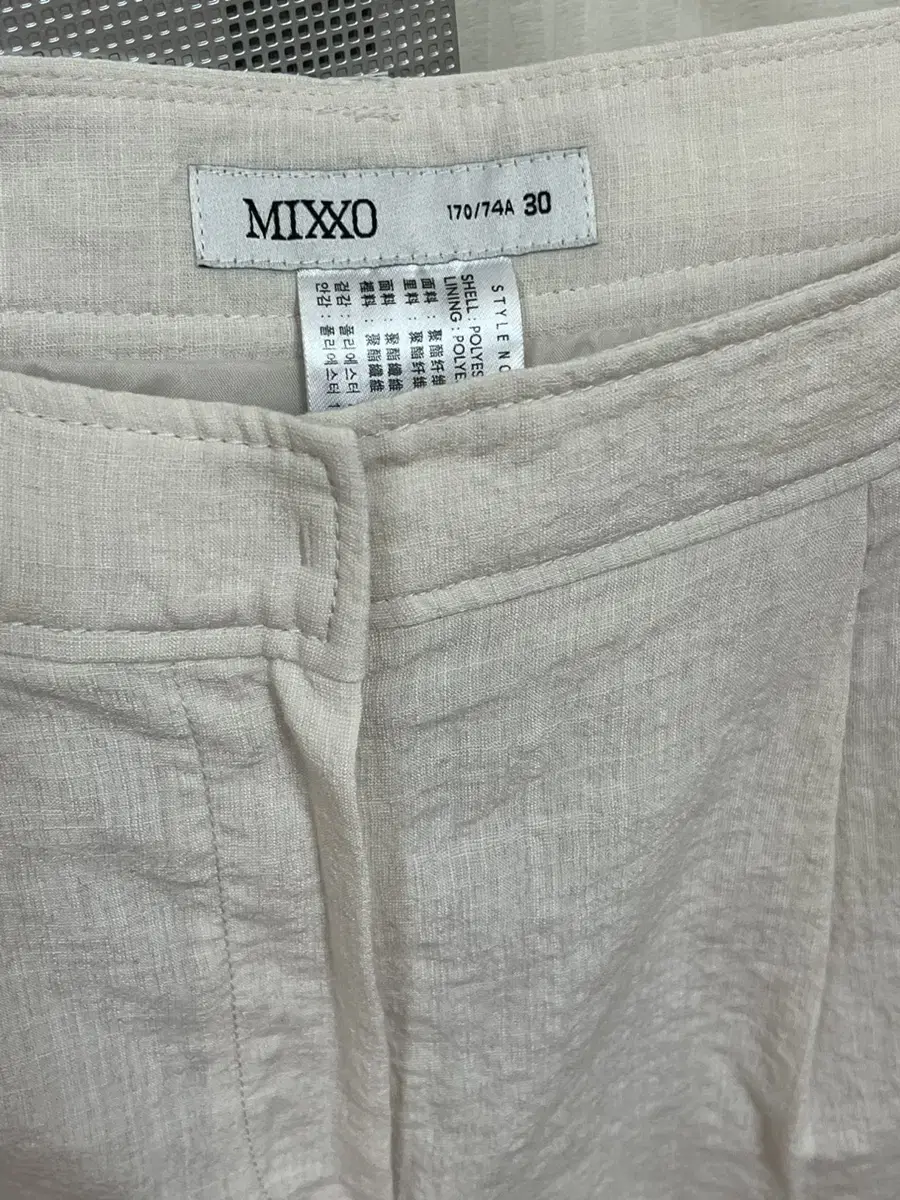 MIXXO 170/74A 30
STYLE NO
SHELL : POLYES
LINING : POLYE
面料 : 聚酯纤维
里料 : 聚酯纤维
面料 : 聚酯纖維
裡料 : 聚酯纖維
겉감 : 폴리에스터
안감 : 폴리에스터 1